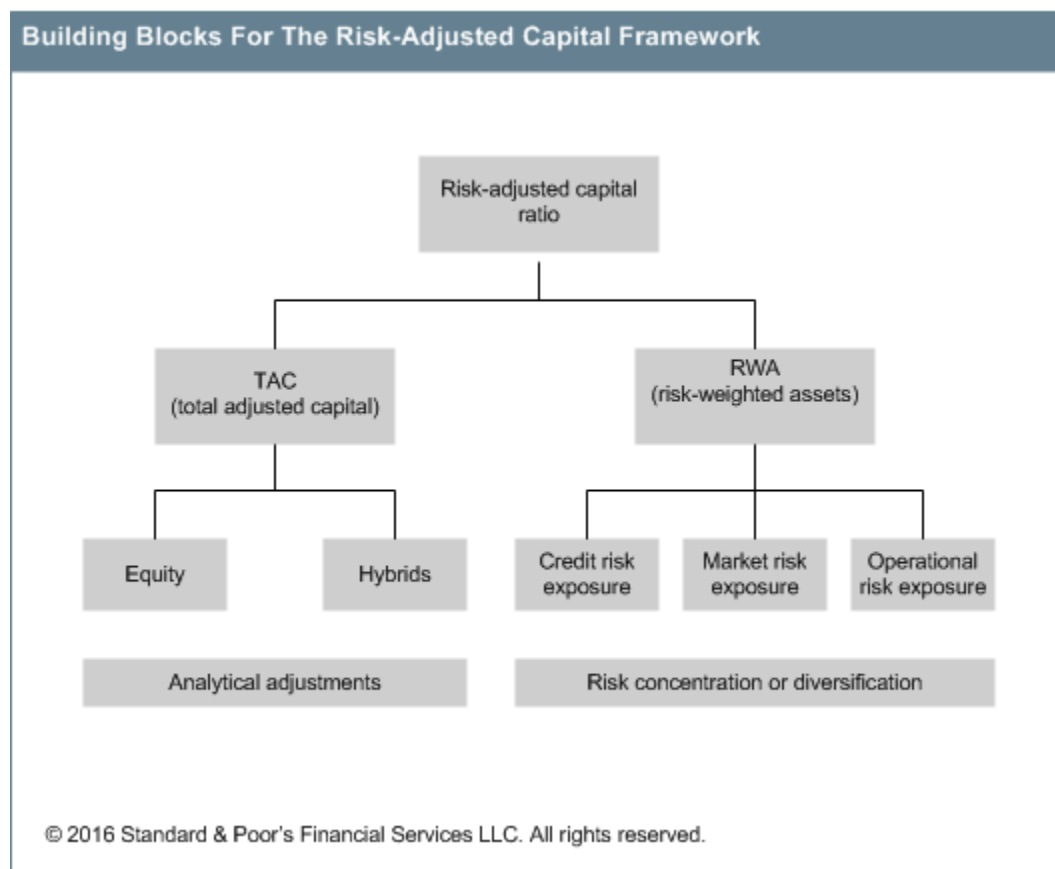 Building Blocks For The Risk-Adjusted Capital Framework
Risk-adjusted capital
ratio
TAC
(total adjusted capital)
RWA
(risk-weighted assets)
Equity
Hybrids
Credit risk
exposure
Market risk
exposure
Operational
risk exposure
Analytical adjustments
Risk concentration or diversification
© 2016 Standard & Poor's Financial Services LLC. All rights reserved.